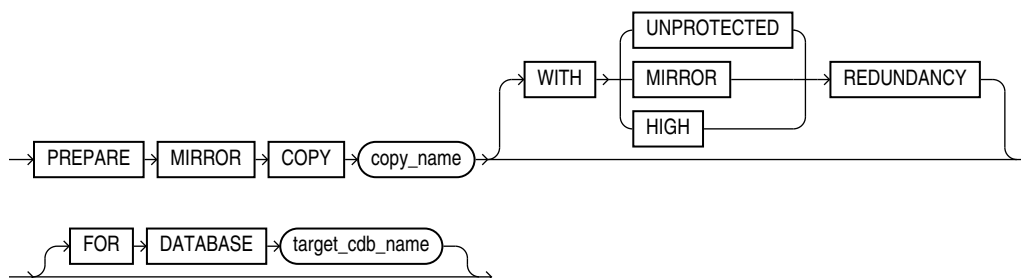 UNPROTECTED
WITH MIRROR REDUNDANCY
HIGH
PREPARE MIRROR COPY copy_name
FOR DATABASE target_cdb_name